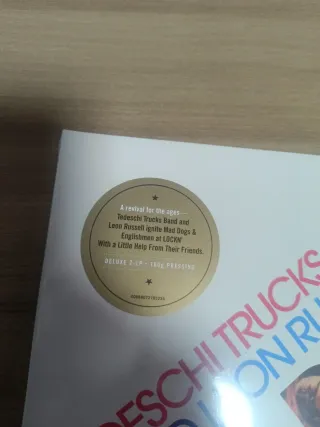 A revival for the ages —
Tedeschi Trucks Band and
Leon Russell ignite Mad Dogs &
Englishmen at LOCKN'
With a Little Help From Their Friends.
DELUXE 3-LP • 180g PRESSING
DESCHI TRUCKS
LEON RU